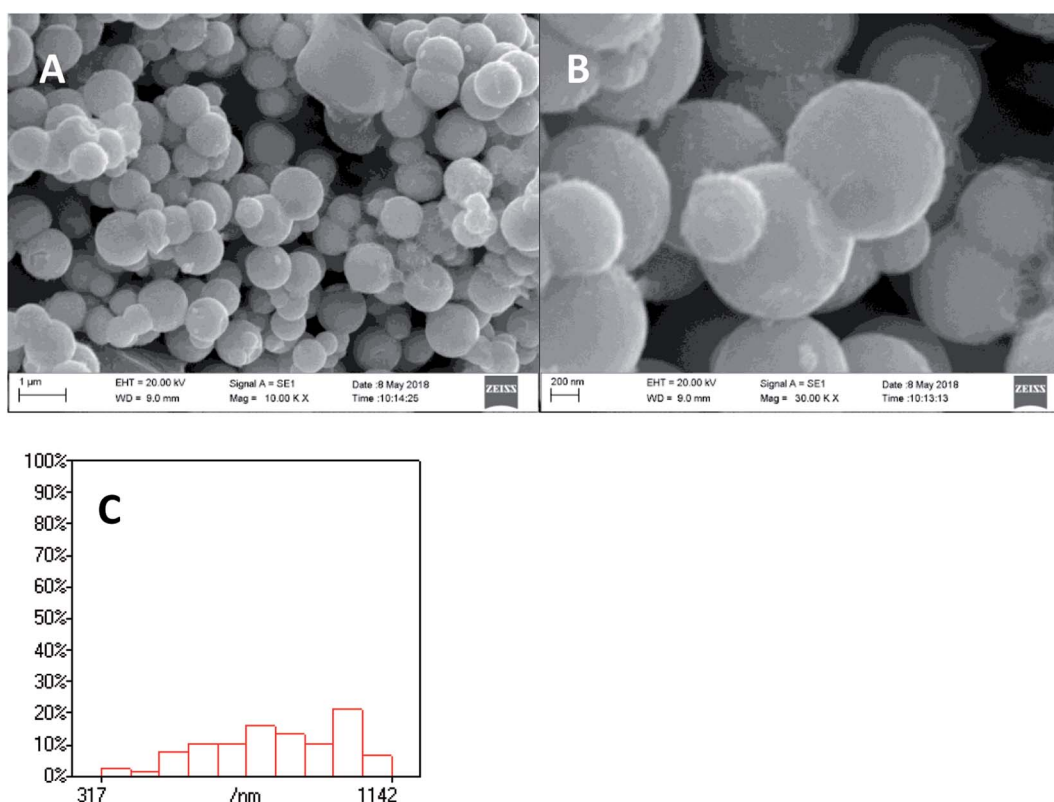 A
B
1 µm
EHT = 20.00 kV
Signal A = SE1
Date :8 May 2018
WD = 9.0 mm
Mag = 10.00 K X
Time :10:14:25
ZEISS
200 nm
EHT = 20.00 kV
Signal A = SE1
Date :8 May 2018
WD = 9.0 mm
Mag = 30.00 K X
Time :10:13:13
ZEISS
C
100%
90%
80%
70%
60%
50%
40%
30%
20%
10%
0%
317 /nm 1142